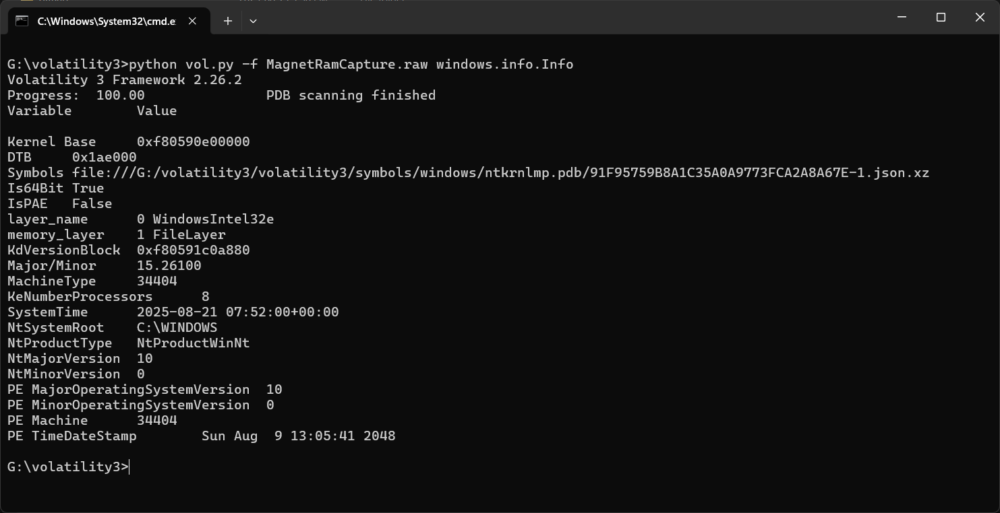 C:\Windows\System32\cmd.e
G:\volatility3>python vol.py -f MagnetRamCapture.raw windows.info.Info
Volatility 3 Framework 2.26.2
Progress:  100.00               PDB scanning finished
Variable        Value

Kernel Base     0xf80590e00000
DTB     0x1ae000
Symbols file:///G:/volatility3/volatility3/symbols/windows/ntkrnlmp.pdb/91F95759B8A1C35A0A9773FCA2A8A67E-1.json.xz
Is64Bit True
IsPAE   False
layer_name      0 WindowsIntel32e
memory_layer    1 FileLayer
KdVersionBlock  0xf80591c0a880
Major/Minor     15.26100
MachineType     34404
KeNumberProcessors      8
SystemTime      2025-08-21 07:52:00+00:00
NtSystemRoot    C:\WINDOWS
NtProductType   NtProductWinNt
NtMajorVersion  10
NtMinorVersion  0
PE MajorOperatingSystemVersion  10
PE MinorOperatingSystemVersion  0
PE Machine      34404
PE TimeDateStamp        Sun Aug  9 13:05:41 2048

G:\volatility3>